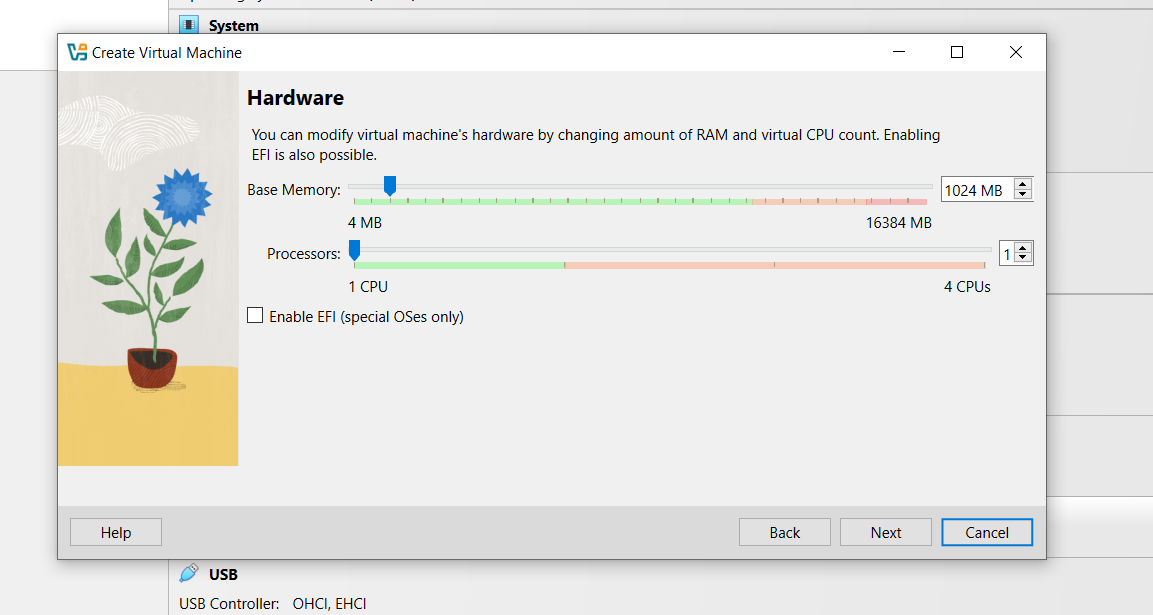 System
Create Virtual Machine
Hardware
You can modify virtual machine's hardware by changing amount of RAM and virtual CPU count. Enabling
EFI is also possible.
Base Memory:
1024 MB
4 MB
16384 MB
Processors:
1
1 CPU
4 CPUs
Enable EFI (special OSes only)
Help
Back
Next
Cancel
USB
USB Controller: OHCI, EHCI